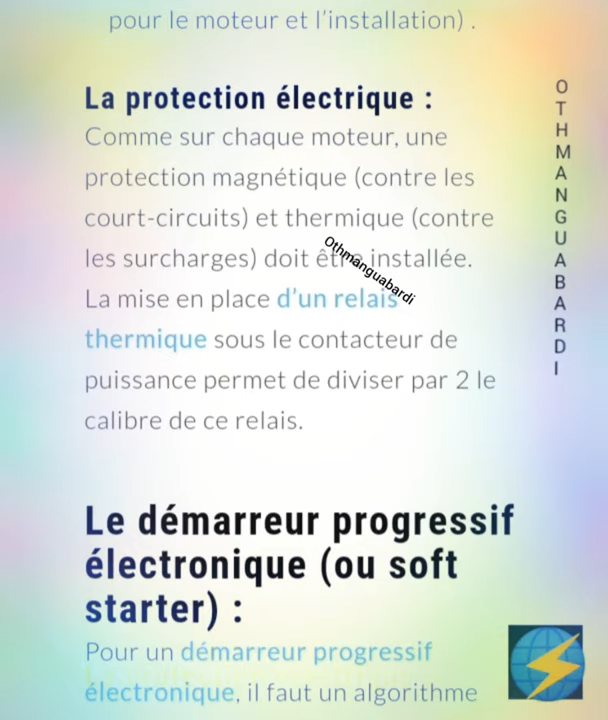 pour le moteur et l'installation) .
La protection électrique :
Comme sur chaque moteur, une
protection magnétique (contre les
court-circuits) et thermique (contre
les surcharges) doit être installée.
La mise en place d'un relais
thermique sous le contacteur de
puissance permet de diviser par 2 le
calibre de ce relais.
Le démarreur progressif
électronique (ou soft
starter) :
Pour un démarreur progressif
électronique, il faut un algorithme
Othmanguabardi
OTHMANGUABARDI